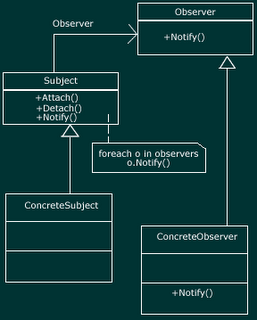 Observer
Observer
+Notify()
Subject
+Attach()
+Detach()
+Notify()
foreach o in observers
o.Notify()
ConcreteSubject
ConcreteObserver
+Notify()